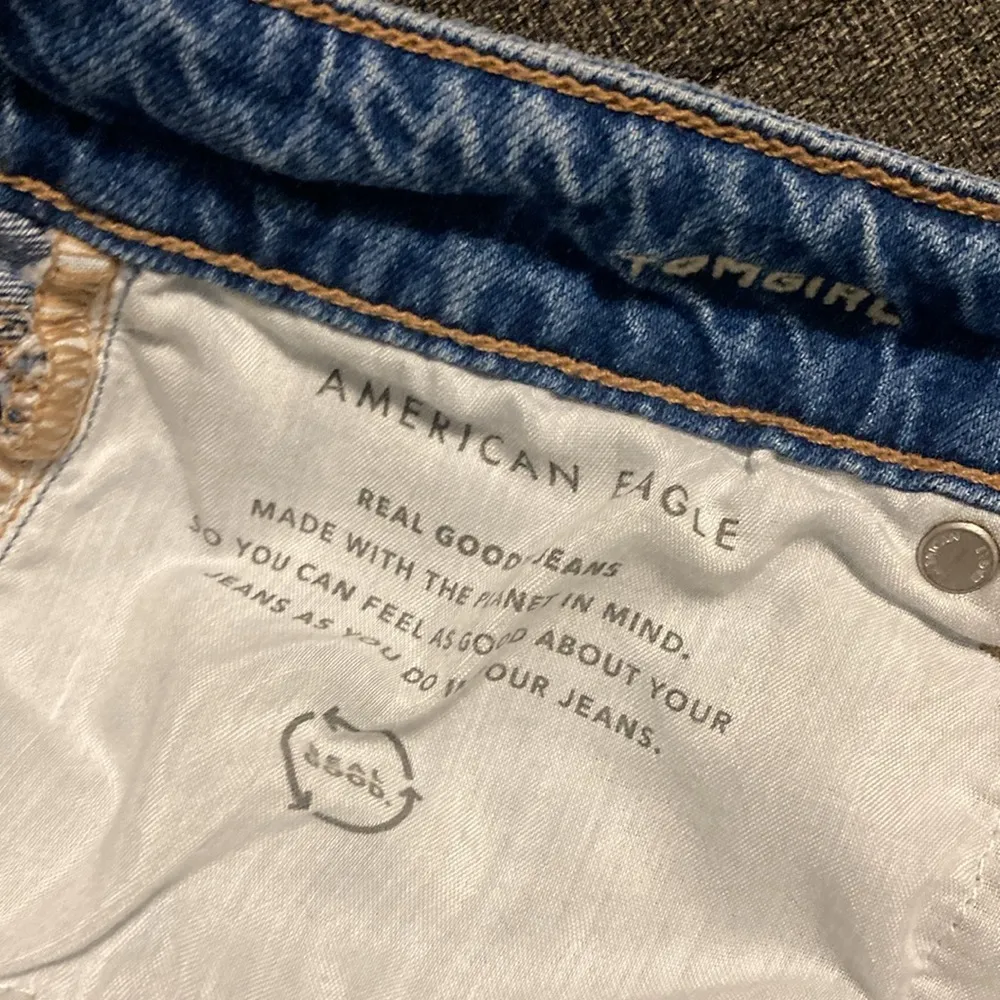 TOMGIRL
AMERICAN EAGLE
REAL GOOD JEANS
MADE WITH THE PLANET IN MIND.
SO YOU CAN FEEL AS GOOD ABOUT YOUR
JEANS AS YOU DO IN YOUR JEANS.
REAL
GOOD.